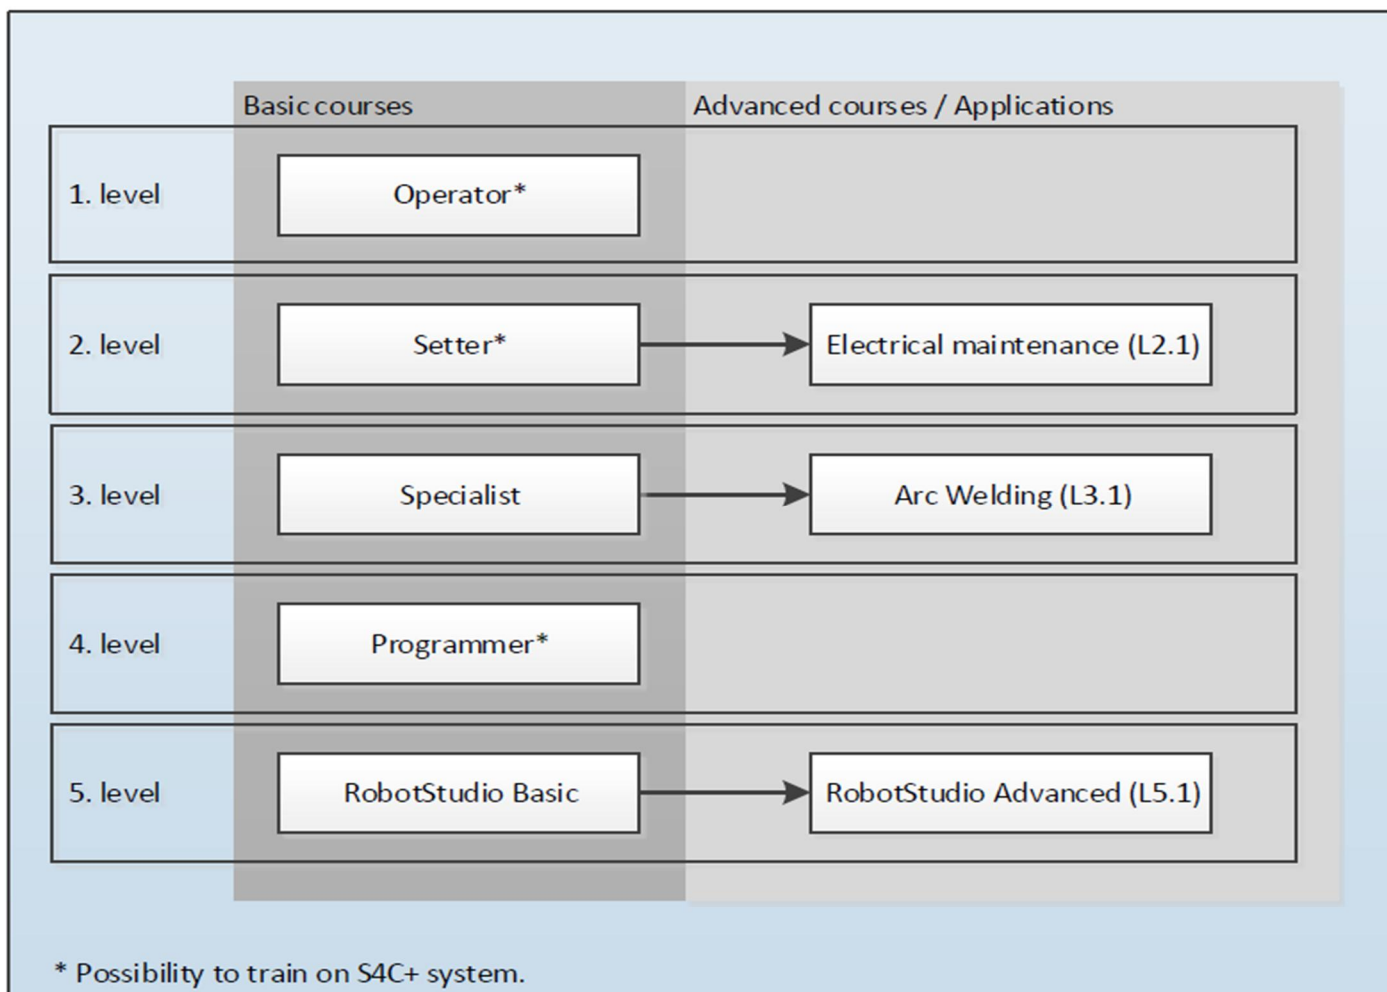 Basic courses
Advanced courses / Applications
1. level
Operator*
2. level
Setter*
Electrical maintenance (L2.1)
3. level
Specialist
Arc Welding (L3.1)
4. level
Programmer*
5. level
RobotStudio Basic
RobotStudio Advanced (L5.1)
* Possibility to train on S4C+ system.